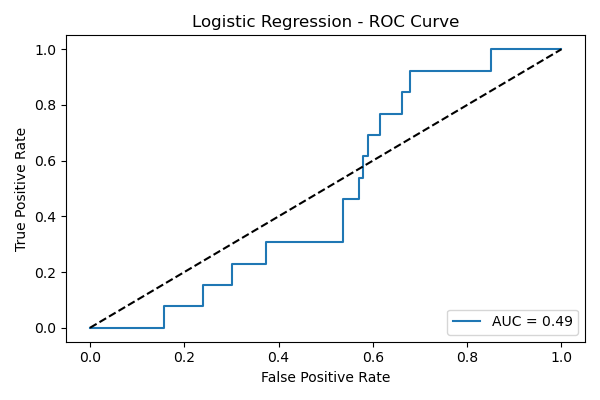 Logistic Regression - ROC Curve
True Positive Rate
1.0
0.8
0.6
0.4
0.2
0.0
AUC = 0.49
0.0 0.2 0.4 0.6 0.8 1.0
False Positive Rate